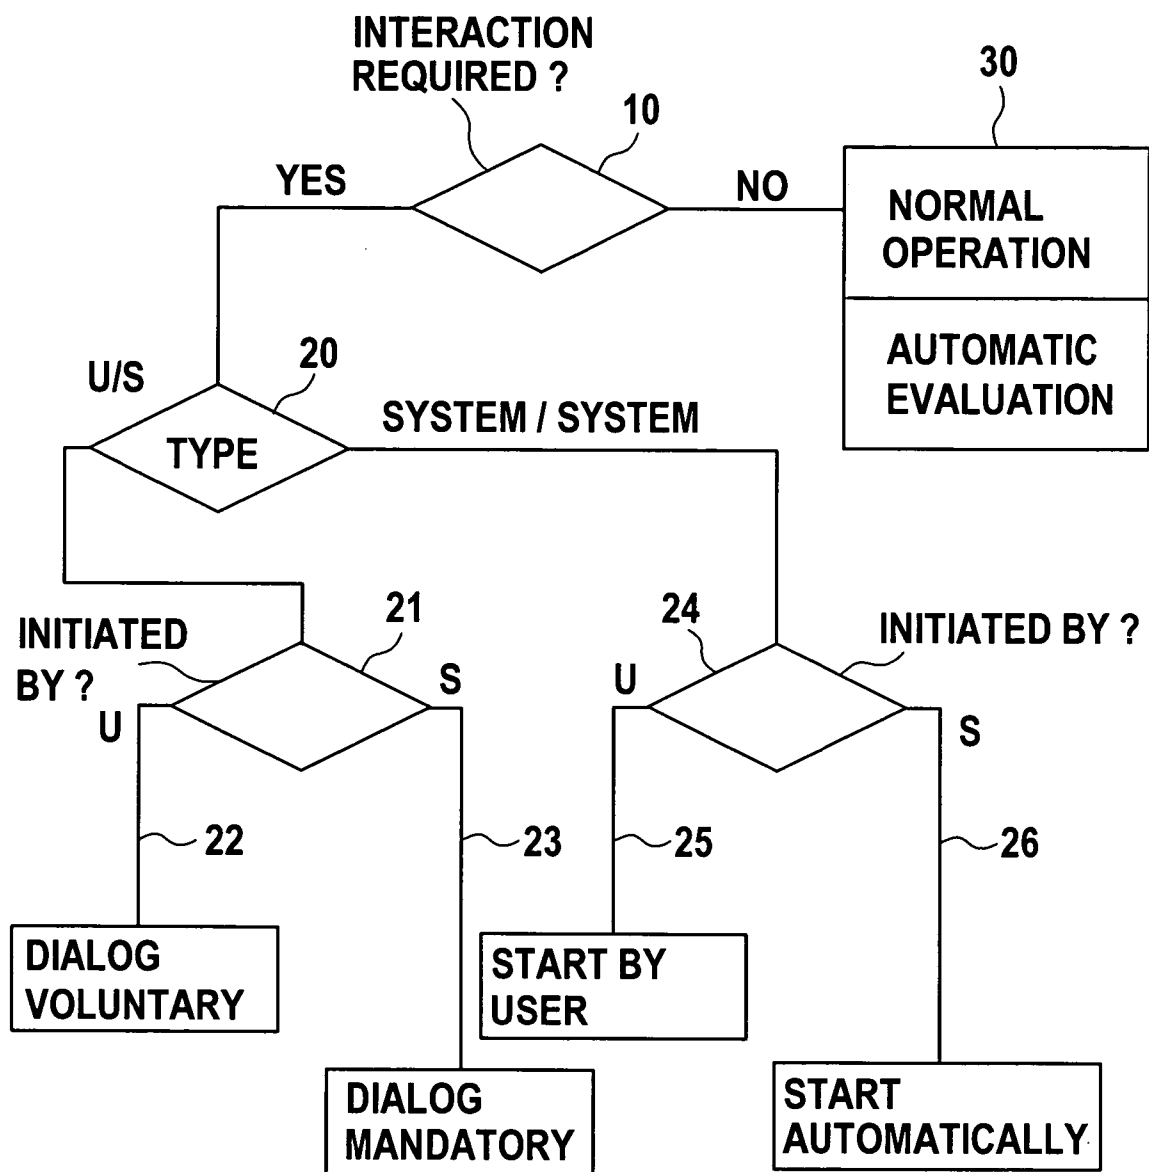 INTERACTION
REQUIRED ?
10
30
YES
NO
NORMAL
OPERATION
AUTOMATIC
EVALUATION
U/S
20
TYPE
SYSTEM / SYSTEM
INITIATED
BY ?
21
U
S
24
INITIATED BY ?
U
S
22
23
25
26
DIALOG
VOLUNTARY
DIALOG
MANDATORY
START BY
USER
START
AUTOMATICALLY